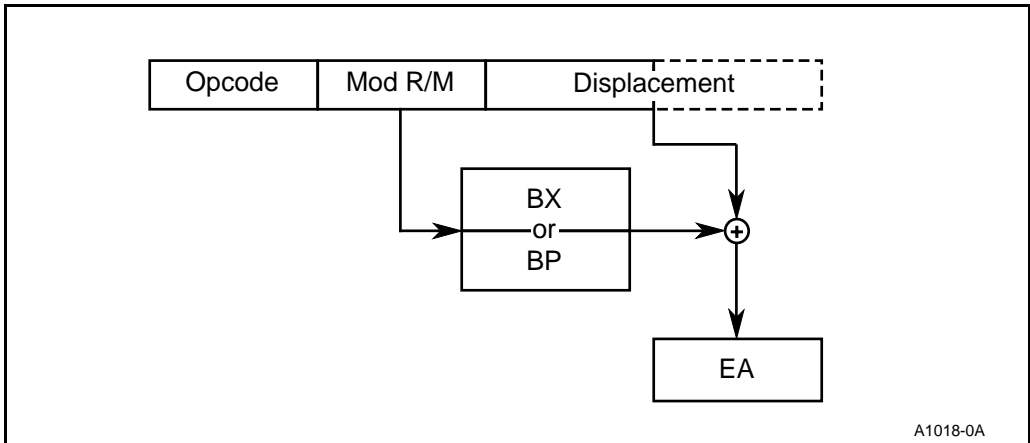 Opcode Mod R/M Displacement
BX
or
BP
+
EA
A1018-0A